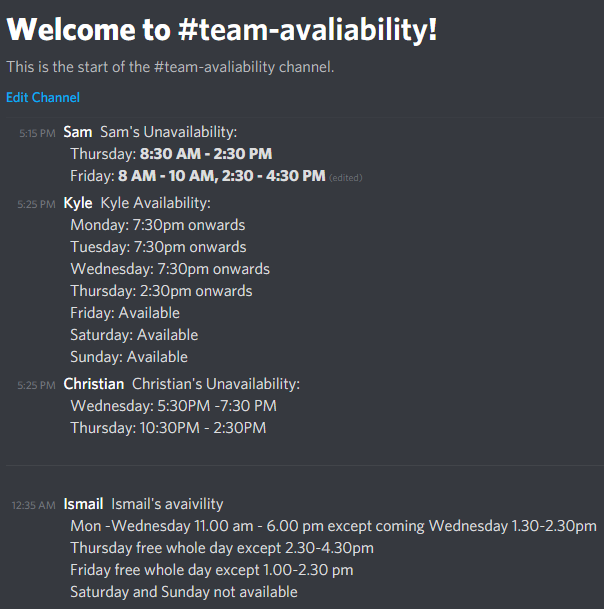 Welcome to #team-avaliability!
This is the start of the #team-avaliability channel.
Edit Channel
5:15 PM Sam Sam's Unavailability:
Thursday: 8:30 AM - 2:30 PM
Friday: 8 AM - 10 AM, 2:30 - 4:30 PM (edited)
5:25 PM Kyle Kyle Availability:
Monday: 7:30pm onwards
Tuesday: 7:30pm onwards
Wednesday: 7:30pm onwards
Thursday: 2:30pm onwards
Friday: Available
Saturday: Available
Sunday: Available
5:25 PM Christian Christian's Unavailability:
Wednesday: 5:30PM -7:30 PM
Thursday: 10:30PM - 2:30PM
12:35 AM Ismail Ismail's avaivility
Mon -Wednesday 11.00 am - 6.00 pm except coming Wednesday 1.30-2.30pm
Thursday free whole day except 2.30-4.30pm
Friday free whole day except 1.00-2.30 pm
Saturday and Sunday not available